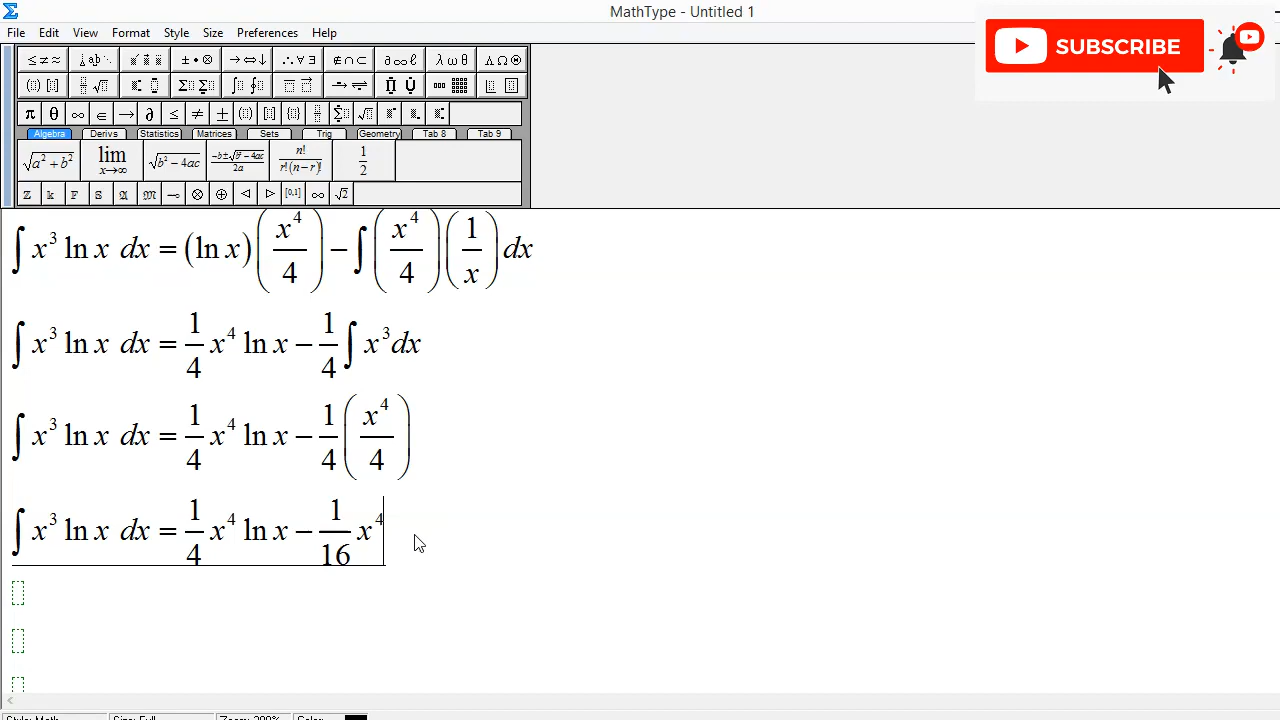 MathType - Untitled 1
File Edit View Format Style Size Preferences Help
SUBSCRIBE
Algebra Derivs Statistics Matrices Sets Trig Geometry Tab 8 Tab 9
∫ x³ ln x dx = (ln x)(x⁴/4) − ∫ (x⁴/4)(1/x) dx
∫ x³ ln x dx = 1/4 x⁴ ln x − 1/4 ∫ x³ dx
∫ x³ ln x dx = 1/4 x⁴ ln x − 1/4 (x⁴/4)
∫ x³ ln x dx = 1/4 x⁴ ln x − 1/16 x⁴